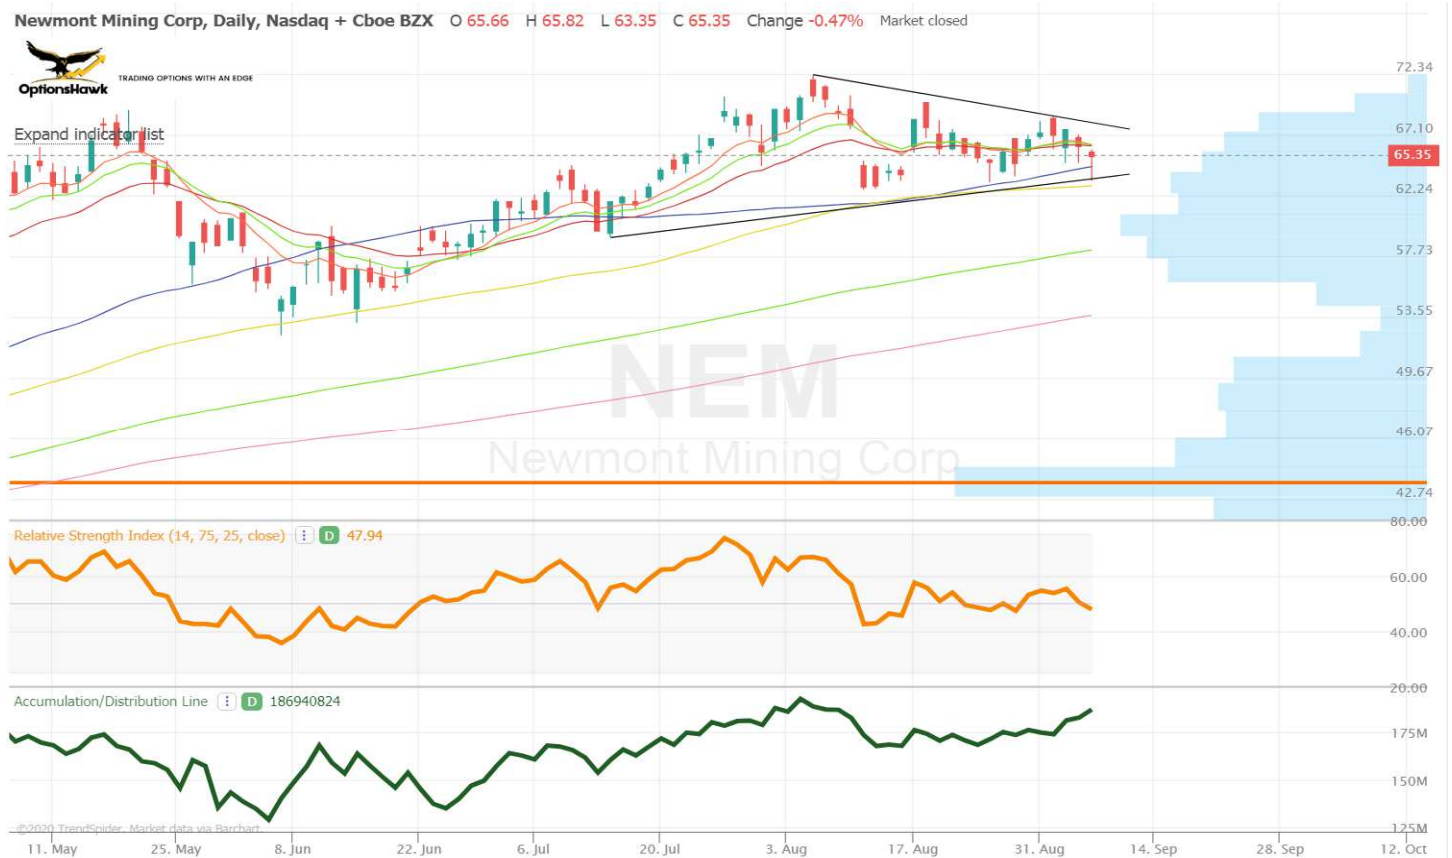 Newmont Mining Corp, Daily, Nasdaq + Cboe BZX O 65.66 H 65.82 L 63.35 C 65.35 Change -0.47% Market closed
OptionsHawk
TRADING OPTIONS WITH AN EDGE
Expand indicator list
72.34
67.10
65.35
62.24
57.73
53.55
49.67
46.07
42.74
NEM
Newmont Mining Corp
Relative Strength Index (14, 75, 25, close) D 47.94
80.00
60.00
40.00
20.00
Accumulation/Distribution Line D 186940824
175M
150M
125M
©2020 TrendSpider. Market data via Barchart.
11. May 25. May 8. Jun 22. Jun 6. Jul 20. Jul 3. Aug 17. Aug 31. Aug 14. Sep 28. Sep 12. Oct